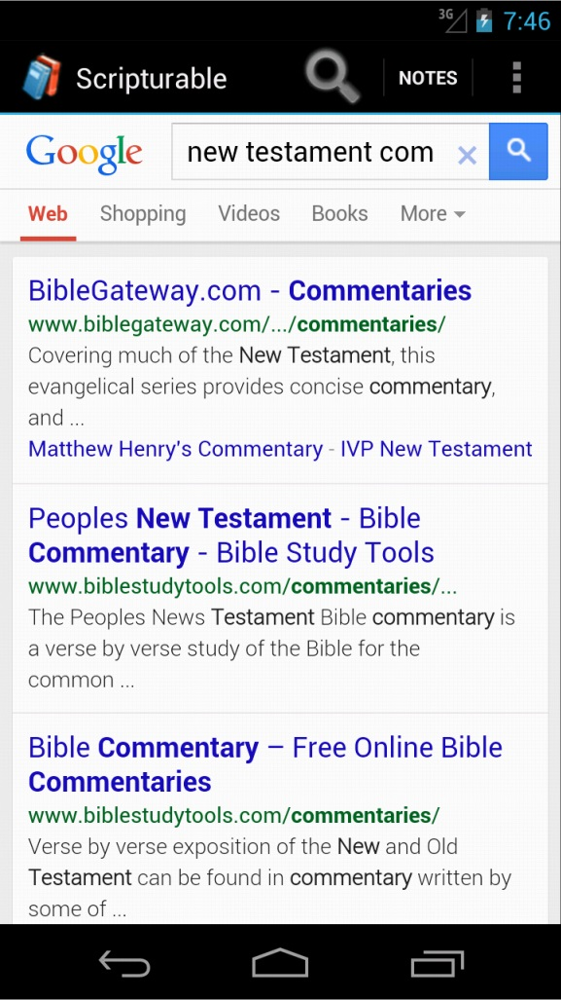 3G 7:46
Scripturable NOTES
Google new testament com
Web Shopping Videos Books More
BibleGateway.com - Commentaries
www.biblegateway.com/.../commentaries/
Covering much of the New Testament, this
evangelical series provides concise commentary,
and ...
Matthew Henry's Commentary - IVP New Testament
Peoples New Testament - Bible
Commentary - Bible Study Tools
www.biblestudytools.com/commentaries/...
The Peoples News Testament Bible commentary is
a verse by verse study of the Bible for the
common ...
Bible Commentary – Free Online Bible
Commentaries
www.biblestudytools.com/commentaries/
Verse by verse exposition of the New and Old
Testament can be found in commentary written by
some of ...